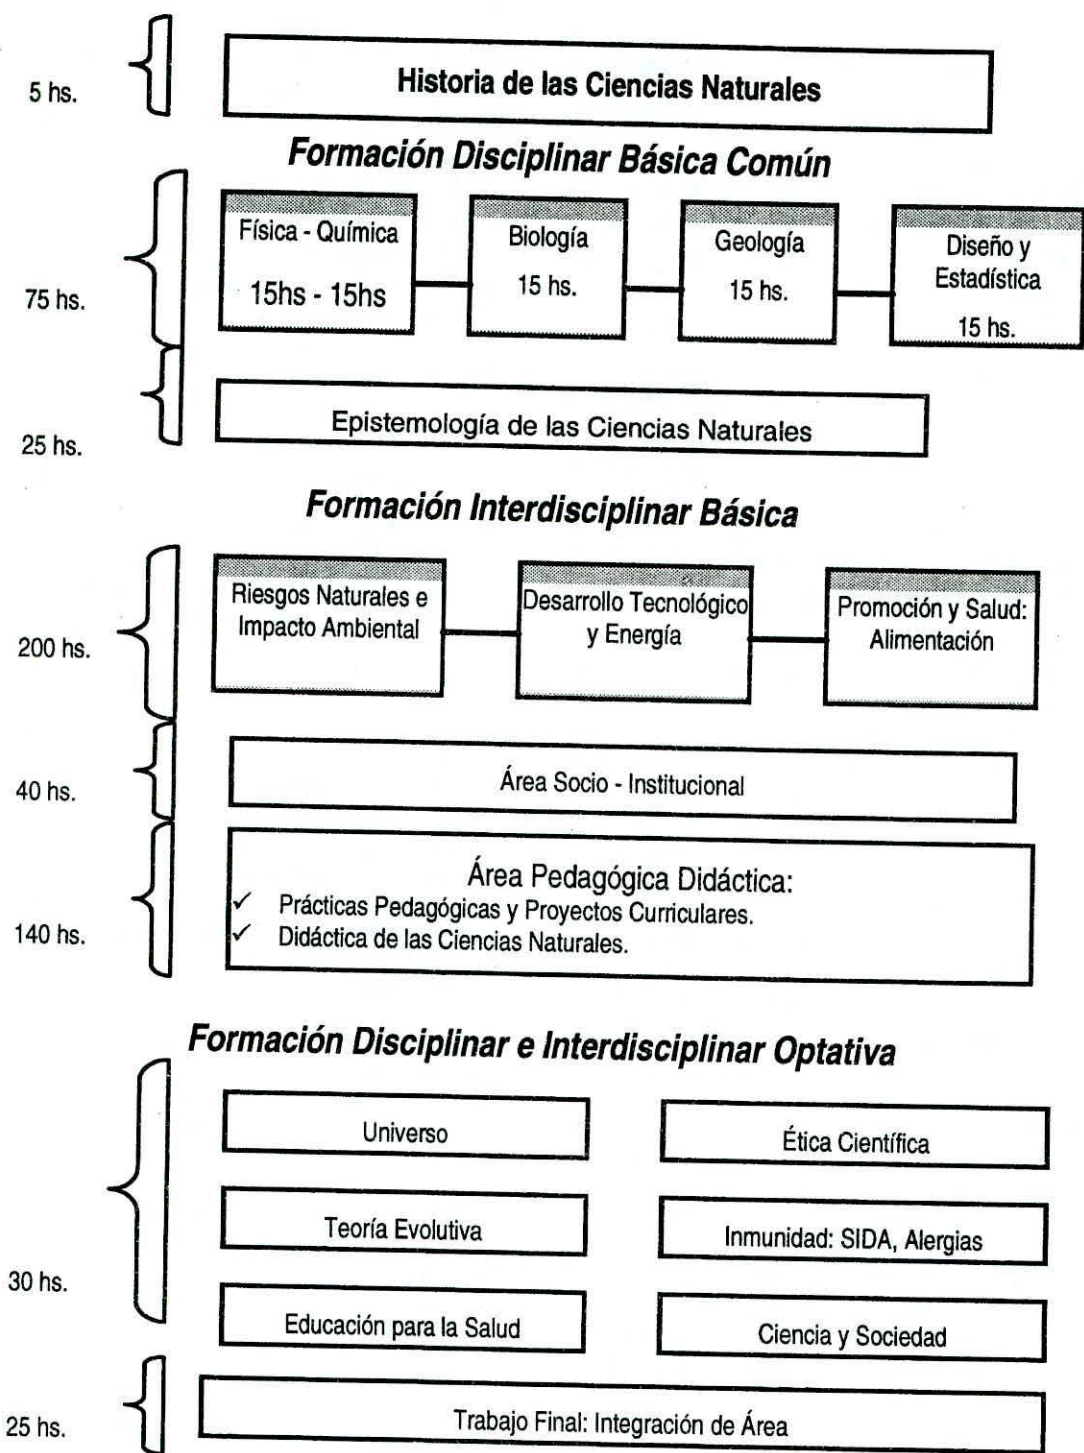 5 hs.
Historia de las Ciencias Naturales
Formación Disciplinar Básica Común
75 hs.
Física - Química
15hs - 15hs
Biología
15 hs.
Geología
15 hs.
Diseño y
Estadística
15 hs.
25 hs.
Epistemología de las Ciencias Naturales
Formación Interdisciplinar Básica
200 hs.
Riesgos Naturales e
Impacto Ambiental
Desarrollo Tecnológico
y Energía
Promoción y Salud:
Alimentación
40 hs.
Área Socio - Institucional
140 hs.
Área Pedagógica Didáctica:
✓ Prácticas Pedagógicas y Proyectos Curriculares.
✓ Didáctica de las Ciencias Naturales.
Formación Disciplinar e Interdisciplinar Optativa
30 hs.
Universo
Ética Científica
Teoría Evolutiva
Inmunidad: SIDA, Alergias
Educación para la Salud
Ciencia y Sociedad
25 hs.
Trabajo Final: Integración de Área